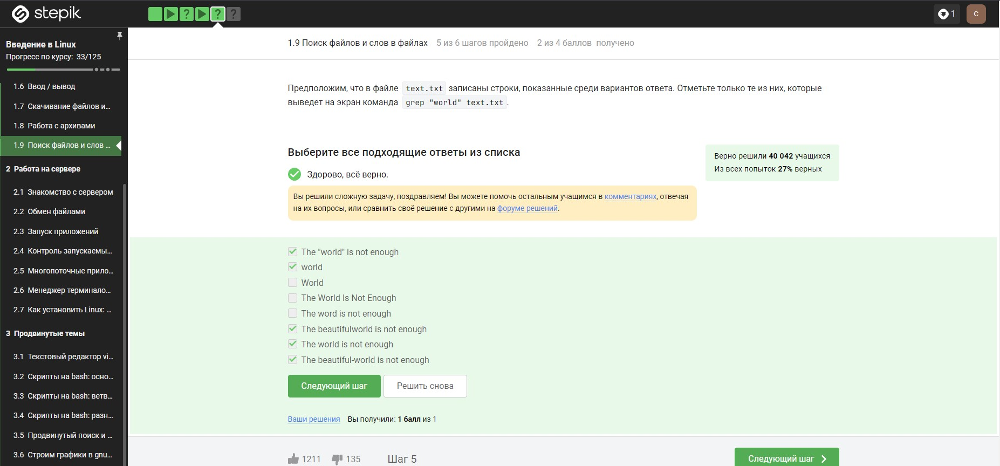 stepik
? ? ?
1
C
Введение в Linux
Прогресс по курсу: 33/125
1.6 Ввод / вывод
1.7 Скачивание файлов и...
1.8 Работа с архивами
1.9 Поиск файлов и слов ...
2 Работа на сервере
2.1 Знакомство с сервером
2.2 Обмен файлами
2.3 Запуск приложений
2.4 Контроль запускаемы...
2.5 Многопоточные прило...
2.6 Менеджер терминало...
2.7 Как установить Linux: ...
3 Продвинутые темы
3.1 Текстовый редактор vi...
3.2 Скрипты на bash: осно...
3.3 Скрипты на bash: ветв...
3.4 Скрипты на bash: разн...
3.5 Продвинутый поиск и ...
3.6 Строим графики в gnu...
1.9 Поиск файлов и слов в файлах 5 из 6 шагов пройдено 2 из 4 баллов получено
Предположим, что в файле text.txt записаны строки, показанные среди вариантов ответа. Отметьте только те из них, которые
выведет на экран команда grep "world" text.txt.
Выберите все подходящие ответы из списка
Здорово, всё верно.
Верно решили 40 042 учащихся
Из всех попыток 27% верных
Вы решили сложную задачу, поздравляем! Вы можете помочь остальным учащимся в комментариях, отвечая
на их вопросы, или сравнить своё решение с другими на форуме решений.
The "world" is not enough
world
World
The World Is Not Enough
The word is not enough
The beautifulworld is not enough
The world is not enough
The beautiful-world is not enough
Следующий шаг Решить снова
Ваши решения Вы получили: 1 балл из 1
1211 135 Шаг 5 Следующий шаг